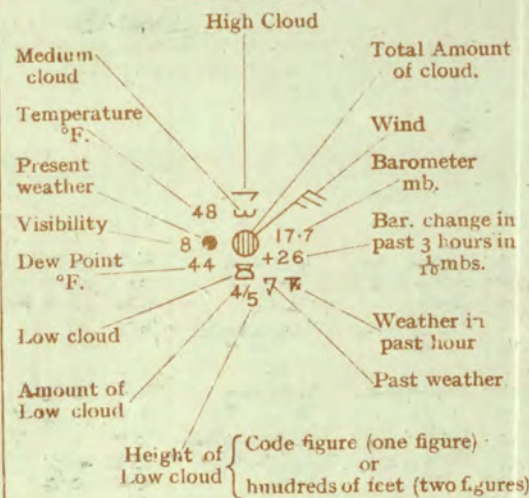 High Cloud
Medium
cloud
Total Amount
of cloud.
Temperature
°F.
Wind
Present
weather
Barometer
mb.
48
Visibility
8
17·7
Bar. change in
past 3 hours in
1/10 mbs.
Dew Point
°F.
44
+26
4/5
Low cloud
Weather in
past hour
Amount of
Low cloud
Past weather
Height of
Low cloud
Code figure (one figure)
or
hundreds of feet (two figures)